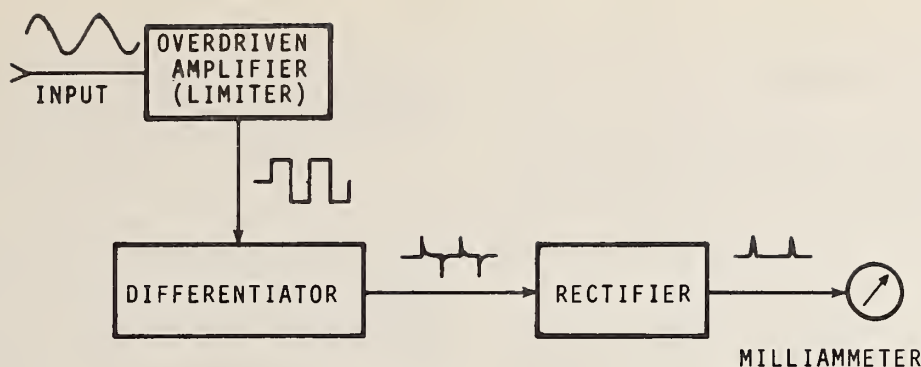 OVERDRIVEN
AMPLIFIER
(LIMITER)
INPUT
DIFFERENTIATOR
RECTIFIER
MILLIAMMETER